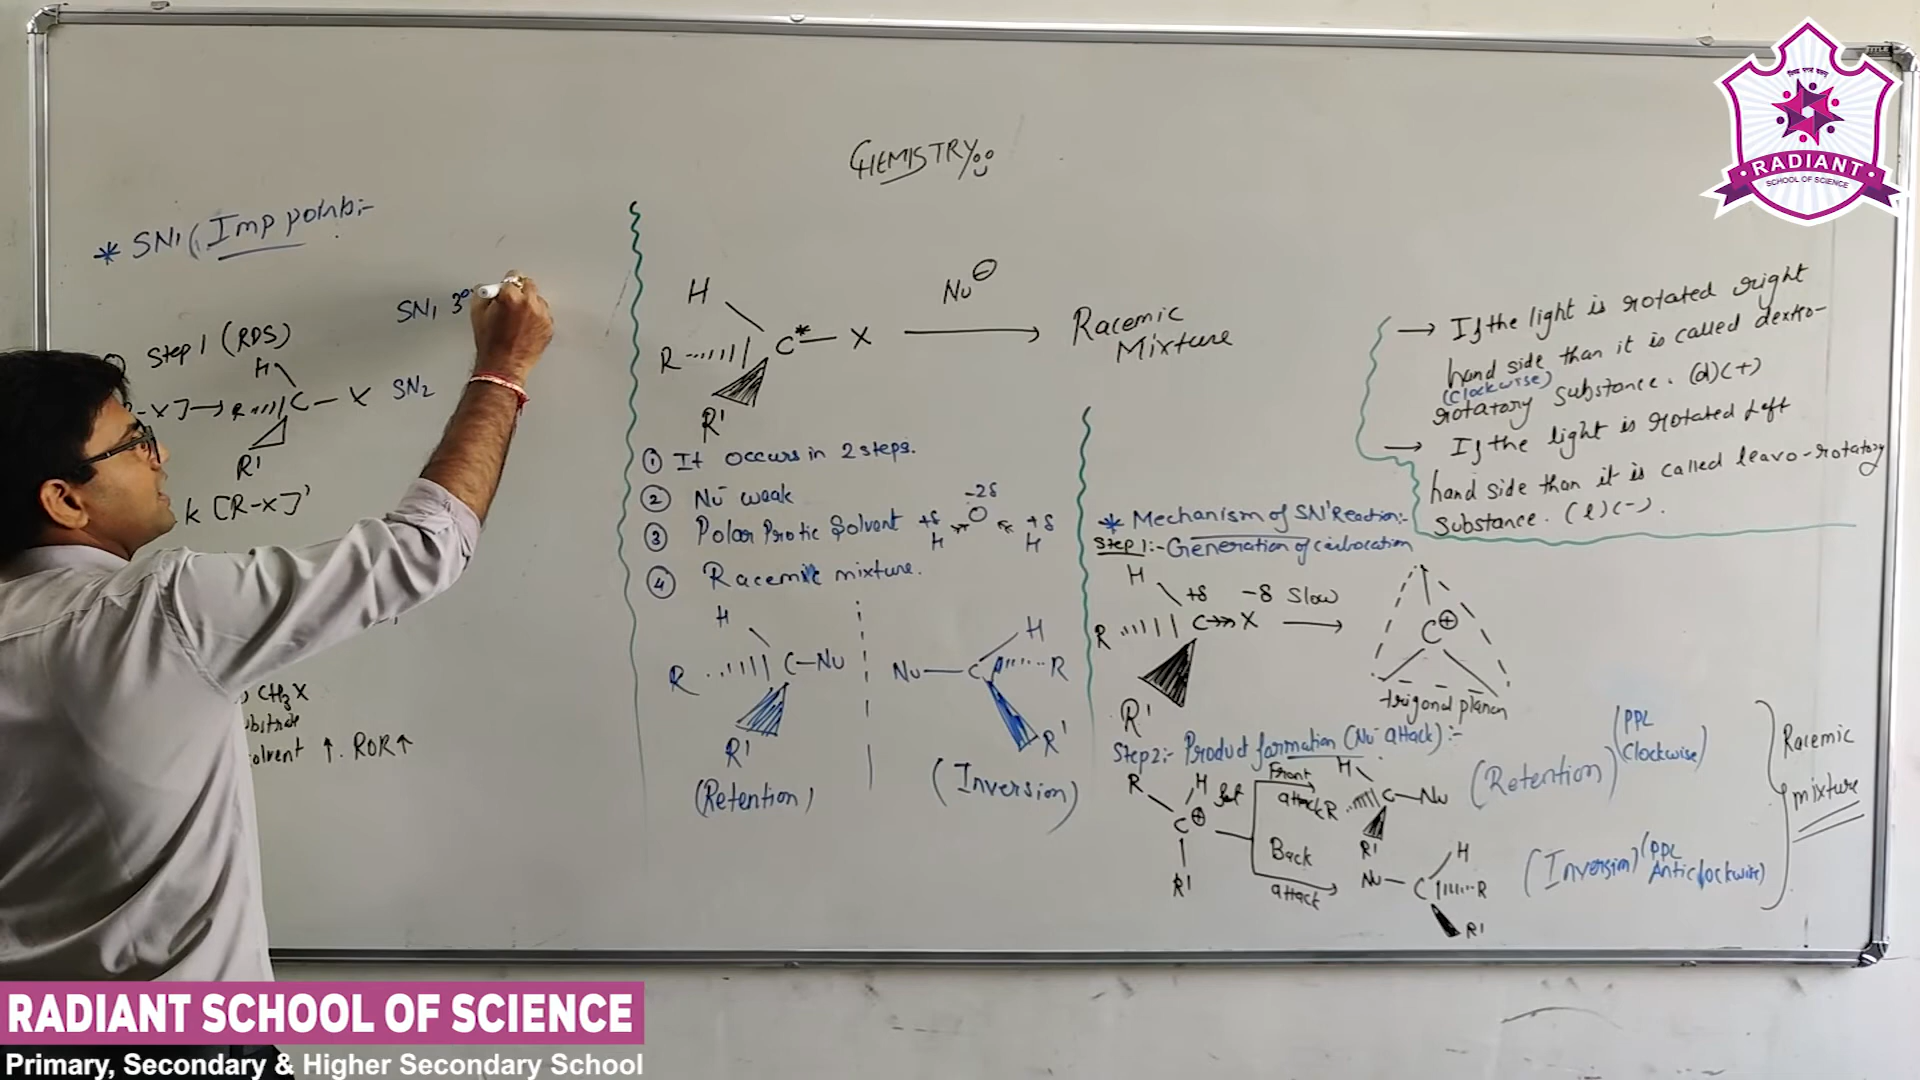 CHEMISTRY
* SN1 (Imp points:-
SN1 3°
Step 1 (RDS)
H
-X]→ R C - X SN2
R'
k [R-X]'
CH3X
olvent ↑. ROR↑
H
Nu⊖
R C* - X → Racemic
Mixture
R'
① It occurs in 2 steps.
② Nu⁻ weak
③ Polar Protic Solvent +δ H -2δ O +δ H
④ Racemic mixture.
H H
R C-Nu Nu-C R
R' R'
(Retention) (Inversion)
→ If the light is rotated right
hand side than it is called dextro-
(clockwise)
rotatory substance. (d)(+)
→ If the light is rotated left
hand side than it is called leavo-rotatory
substance. (l)(-).
* Mechanism of SN1 Reaction:-
Step 1:- Generation of carbocation
H
R C +δ X -δ Slow → C⊕
R'
trigonal planar
Step 2:- Product formation (Nu⁻ attack):-
R H C⊕ R' fast
Front attack
H R C-Nu R' (Retention) (PPL
Clockwise)
Back attack
Nu-C H R R' (Inversion) (PPL
Anticlockwise)
Racemic
mixture
RADIANT
SCHOOL OF SCIENCE
RADIANT SCHOOL OF SCIENCE
Primary, Secondary & Higher Secondary School